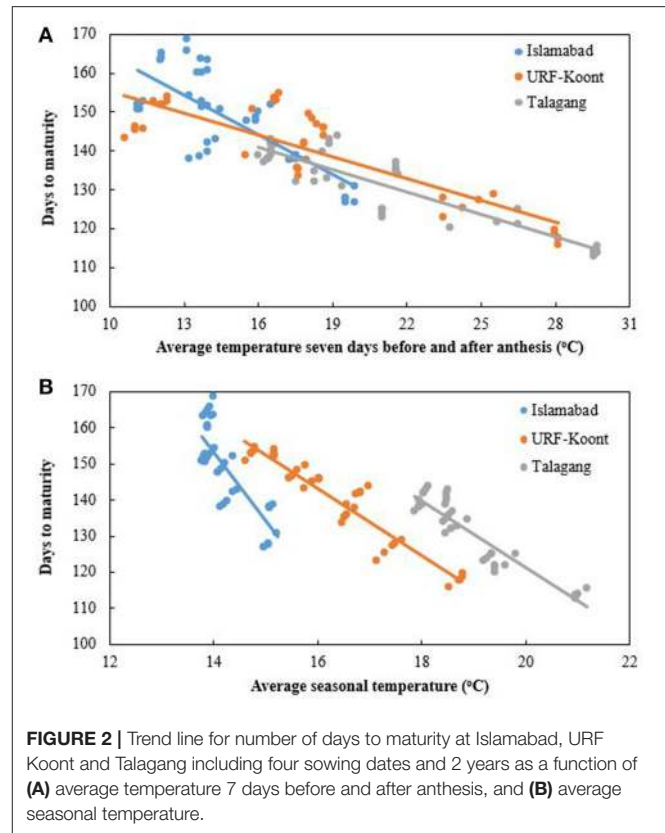 A
170
160
150
140
130
120
110
100
Days to maturity
Islamabad
URF-Koont
Talagang
10 13 16 19 22 25 28 31
Average temperature seven days before and after anthesis (°C)
B
170
160
150
140
130
120
110
100
Days to maturity
Islamabad
URF-Koont
Talagang
12 14 16 18 20 22
Average seasonal temperature (°C)
FIGURE 2 | Trend line for number of days to maturity at Islamabad, URF
Koont and Talagang including four sowing dates and 2 years as a function of
(A) average temperature 7 days before and after anthesis, and (B) average
seasonal temperature.